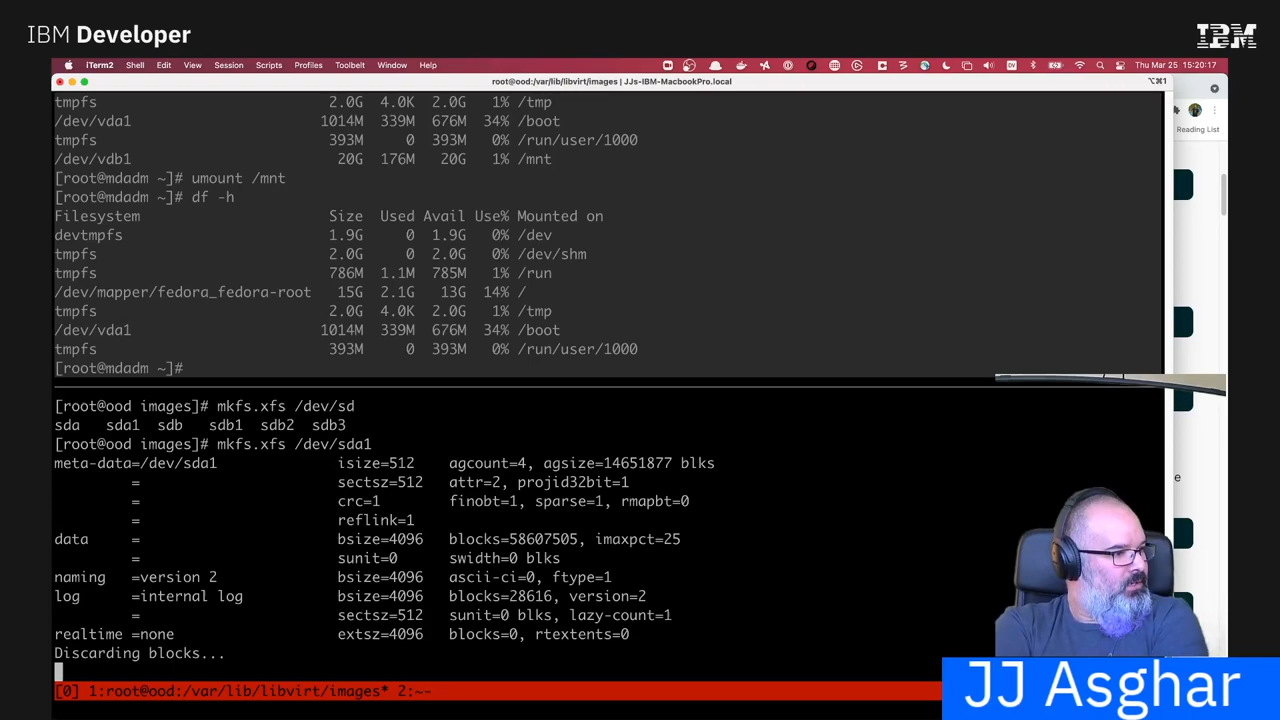 IBM Developer
IBM
iTerm2 Shell Edit View Session Scripts Profiles Toolbelt Window Help
Thu Mar 25 15:20:17
root@ood:/var/lib/libvirt/images | JJs-IBM-MacbookPro.local
⌥⌘1
Reading List
tmpfs 2.0G 4.0K 2.0G 1% /tmp
/dev/vda1 1014M 339M 676M 34% /boot
tmpfs 393M 0 393M 0% /run/user/1000
/dev/vdb1 20G 176M 20G 1% /mnt
[root@mdadm ~]# umount /mnt
[root@mdadm ~]# df -h
Filesystem Size Used Avail Use% Mounted on
devtmpfs 1.9G 0 1.9G 0% /dev
tmpfs 2.0G 0 2.0G 0% /dev/shm
tmpfs 786M 1.1M 785M 1% /run
/dev/mapper/fedora_fedora-root 15G 2.1G 13G 14% /
tmpfs 2.0G 4.0K 2.0G 1% /tmp
/dev/vda1 1014M 339M 676M 34% /boot
tmpfs 393M 0 393M 0% /run/user/1000
[root@mdadm ~]#
[root@ood images]# mkfs.xfs /dev/sd
sda sda1 sdb sdb1 sdb2 sdb3
[root@ood images]# mkfs.xfs /dev/sda1
meta-data=/dev/sda1 isize=512 agcount=4, agsize=14651877 blks
= sectsz=512 attr=2, projid32bit=1
= crc=1 finobt=1, sparse=1, rmapbt=0
= reflink=1
data = bsize=4096 blocks=58607505, imaxpct=25
= sunit=0 swidth=0 blks
naming =version 2 bsize=4096 ascii-ci=0, ftype=1
log =internal log bsize=4096 blocks=28616, version=2
= sectsz=512 sunit=0 blks, lazy-count=1
realtime =none extsz=4096 blocks=0, rtextents=0
Discarding blocks...
[0] 1:root@ood:/var/lib/libvirt/images* 2:~-
e
JJ Asghar